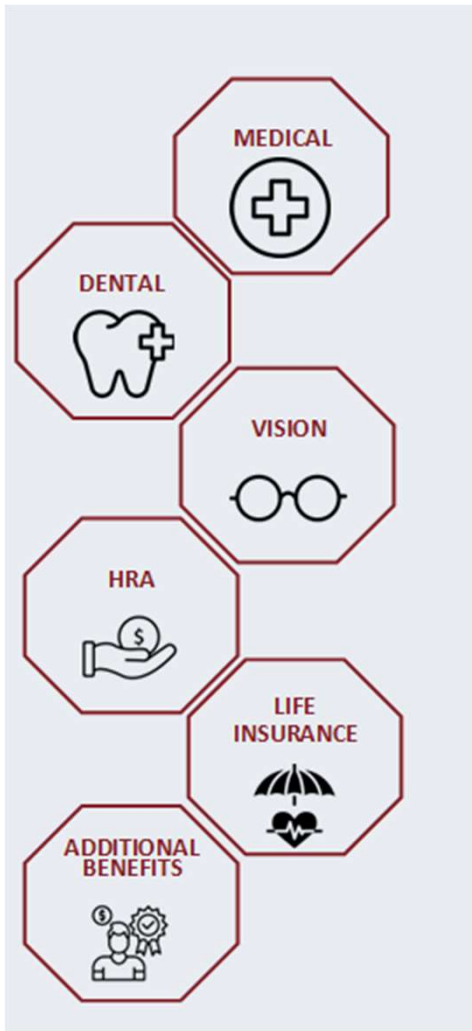 MEDICAL
DENTAL
VISION
HRA
$
LIFE
INSURANCE
ADDITIONAL
BENEFITS
$